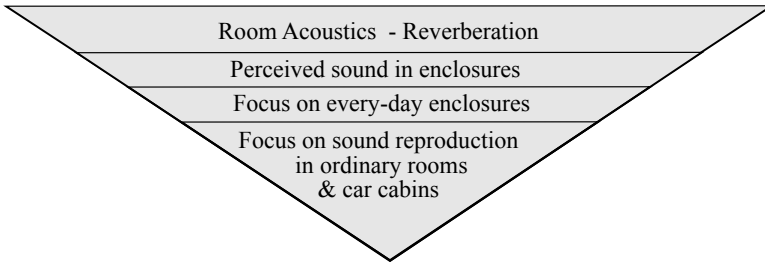 Room Acoustics - Reverberation
Perceived sound in enclosures
Focus on every-day enclosures
Focus on sound reproduction
in ordinary rooms
& car cabins